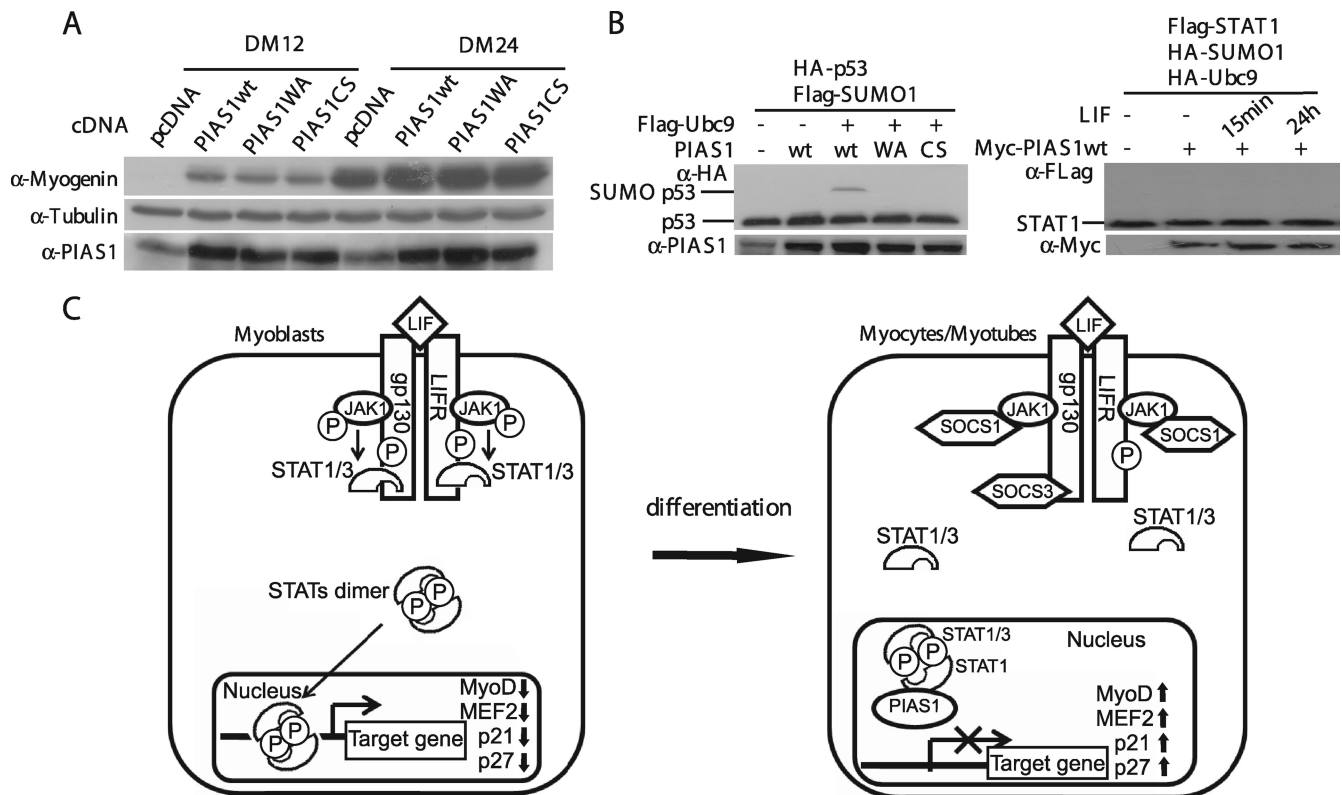 A
DM12 DM24
cDNA pcDNA PIAS1wt PIAS1WA PIAS1CS pcDNA PIAS1wt PIAS1WA PIAS1CS
α-Myogenin
α-Tubulin
α-PIAS1
B
HA-p53
Flag-SUMO1
Flag-Ubc9 - - + + +
PIAS1 - wt wt WA CS
α-HA
SUMO p53
p53
α-PIAS1
Flag-STAT1
HA-SUMO1
HA-Ubc9
LIF - - 15min 24h
Myc-PIAS1wt - + + +
α-FLag
STAT1
α-Myc
C
Myoblasts
LIF
gp130
LIFR
JAK1
JAK1
P
P
P
P
STAT1/3
STAT1/3
STATs dimer
P
P
Nucleus
P
P
Target gene
MyoD
MEF2
p21
p27
differentiation
Myocytes/Myotubes
LIF
gp130
LIFR
JAK1
JAK1
SOCS1
SOCS1
P
SOCS3
STAT1/3
STAT1/3
Nucleus
STAT1/3
P
P
STAT1
PIAS1
Target gene
MyoD
MEF2
p21
p27